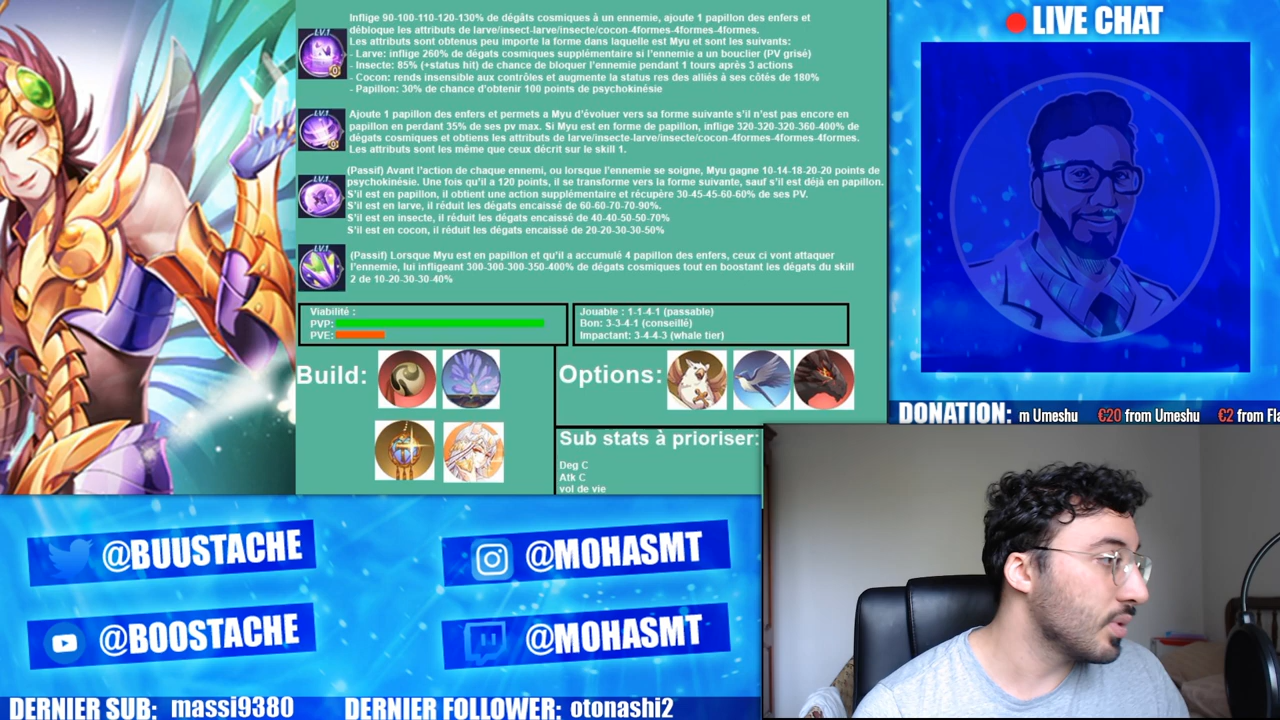 Inflige 90-100-110-120-130% de dégâts cosmiques à un ennemie, ajoute 1 papillon des enfers et
débloque les attributs de larve/insect-larve/insecte/cocon-4formes-4formes-4formes.
Les attributs sont obtenus peu importe la forme dans laquelle est Myu et sont les suivants:
- Larve: inflige 260% de dégats cosmiques supplémentaire si l'ennemie a un bouclier (PV grisé)
- Insecte: 85% (+status hit) de chance de bloquer l'ennemie pendant 1 tours après 3 actions
- Cocon: rends insensible aux contrôles et augmente la status res des alliés à ses côtés de 180%
- Papillon: 30% de chance d'obtenir 100 points de psychokinésie
LV.1
Ajoute 1 papillon des enfers et permets a Myu d'évoluer vers sa forme suivante s'il n'est pas encore en
papillon en perdant 35% de ses pv max. Si Myu est en forme de papillon, inflige 320-320-320-360-400% de
dégâts cosmiques et obtiens les attributs de larve/insecte-larve/insecte/cocon-4formes-4formes-4formes.
Les attributs sont les même que ceux décrit sur le skill 1.
LV.1
(Passif) Avant l'action de chaque ennemi, ou lorsque l'ennemie se soigne, Myu gagne 10-14-18-20-20 points de
psychokinésie. Une fois qu'il a 120 points, il se transforme vers la forme suivante, sauf s'il est déjà en papillon.
S'il est en papillon, il obtient une action supplémentaire et récupère 30-45-45-60-60% de ses PV.
S'il est en larve, il réduit les dégats encaissé de 60-60-70-70-90%.
S'il est en insecte, il réduit les dégâts encaissé de 40-40-50-50-70%
S'il est en cocon, il réduit les dégâts encaissé de 20-20-30-30-50%
LV.1
(Passif) Lorsque Myu est en papillon et qu'il a accumulé 4 papillon des enfers, ceux ci vont attaquer
l'ennemie, lui infligeant 300-300-300-350-400% de dégats cosmiques tout en boostant les dégats du skill
2 de 10-20-30-30-40%
LV.1
Viabilité :
PVP:
PVE:
Jouable : 1-1-4-1 (passable)
Bon: 3-3-4-1 (conseillé)
Impactant: 3-4-4-3 (whale tier)
Build:
Options:
Sub stats à prioriser:
Deg C
Atk C
vol de vie
LIVE CHAT
DONATION: m Umeshu €20 from Umeshu €2 from Fla
@BUUSTACHE
@MOHASMT
@BOOSTACHE
@MOHASMT
DERNIER SUB: massi9380
DERNIER FOLLOWER: otonashi2